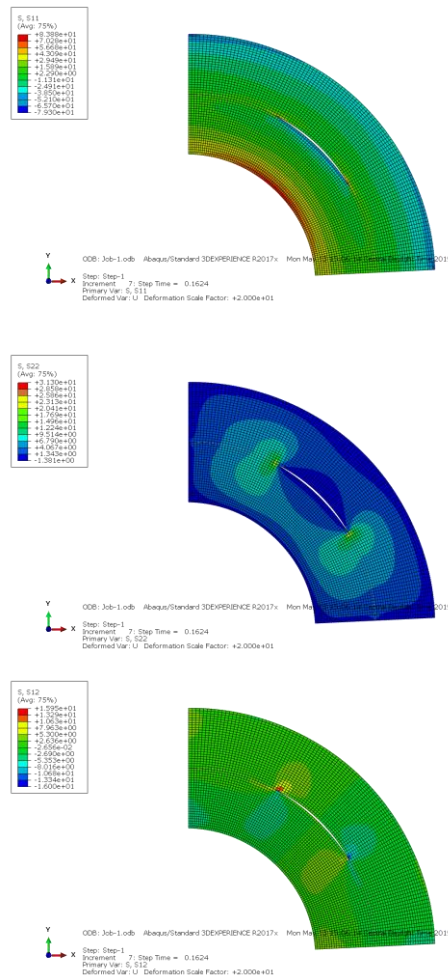 S, S11
(Avg: 75%)
+8.388e+01
+7.028e+01
+5.668e+01
+4.309e+01
+2.949e+01
+1.589e+01
+2.290e+00
-1.131e+01
-2.491e+01
-3.850e+01
-5.210e+01
-6.570e+01
-7.930e+01
Y
X
ODB: Job-1.odb Abaqus/Standard 3DEXPERIENCE R2017x Mon
Step: Step-1
Increment 7: Step Time = 0.1624
Primary Var: S, S11
Deformed Var: U Deformation Scale Factor: +2.000e+01
S, S22
(Avg: 75%)
+3.130e+01
+2.858e+01
+2.586e+01
+2.313e+01
+2.041e+01
+1.769e+01
+1.496e+01
+1.224e+01
+9.514e+00
+6.790e+00
+4.067e+00
+1.343e+00
-1.381e+00
Y
X
ODB: Job-1.odb Abaqus/Standard 3DEXPERIENCE R2017x Mon
Step: Step-1
Increment 7: Step Time = 0.1624
Primary Var: S, S22
Deformed Var: U Deformation Scale Factor: +2.000e+01
S, S12
(Avg: 75%)
+1.595e+01
+1.329e+01
+1.063e+01
+7.963e+00
+5.300e+00
+2.636e+00
-2.656e-02
-2.690e+00
-5.353e+00
-8.016e+00
-1.068e+01
-1.334e+01
-1.600e+01
Y
X
ODB: Job-1.odb Abaqus/Standard 3DEXPERIENCE R2017x Mon
Step: Step-1
Increment 7: Step Time = 0.1624
Primary Var: S, S12
Deformed Var: U Deformation Scale Factor: +2.000e+01